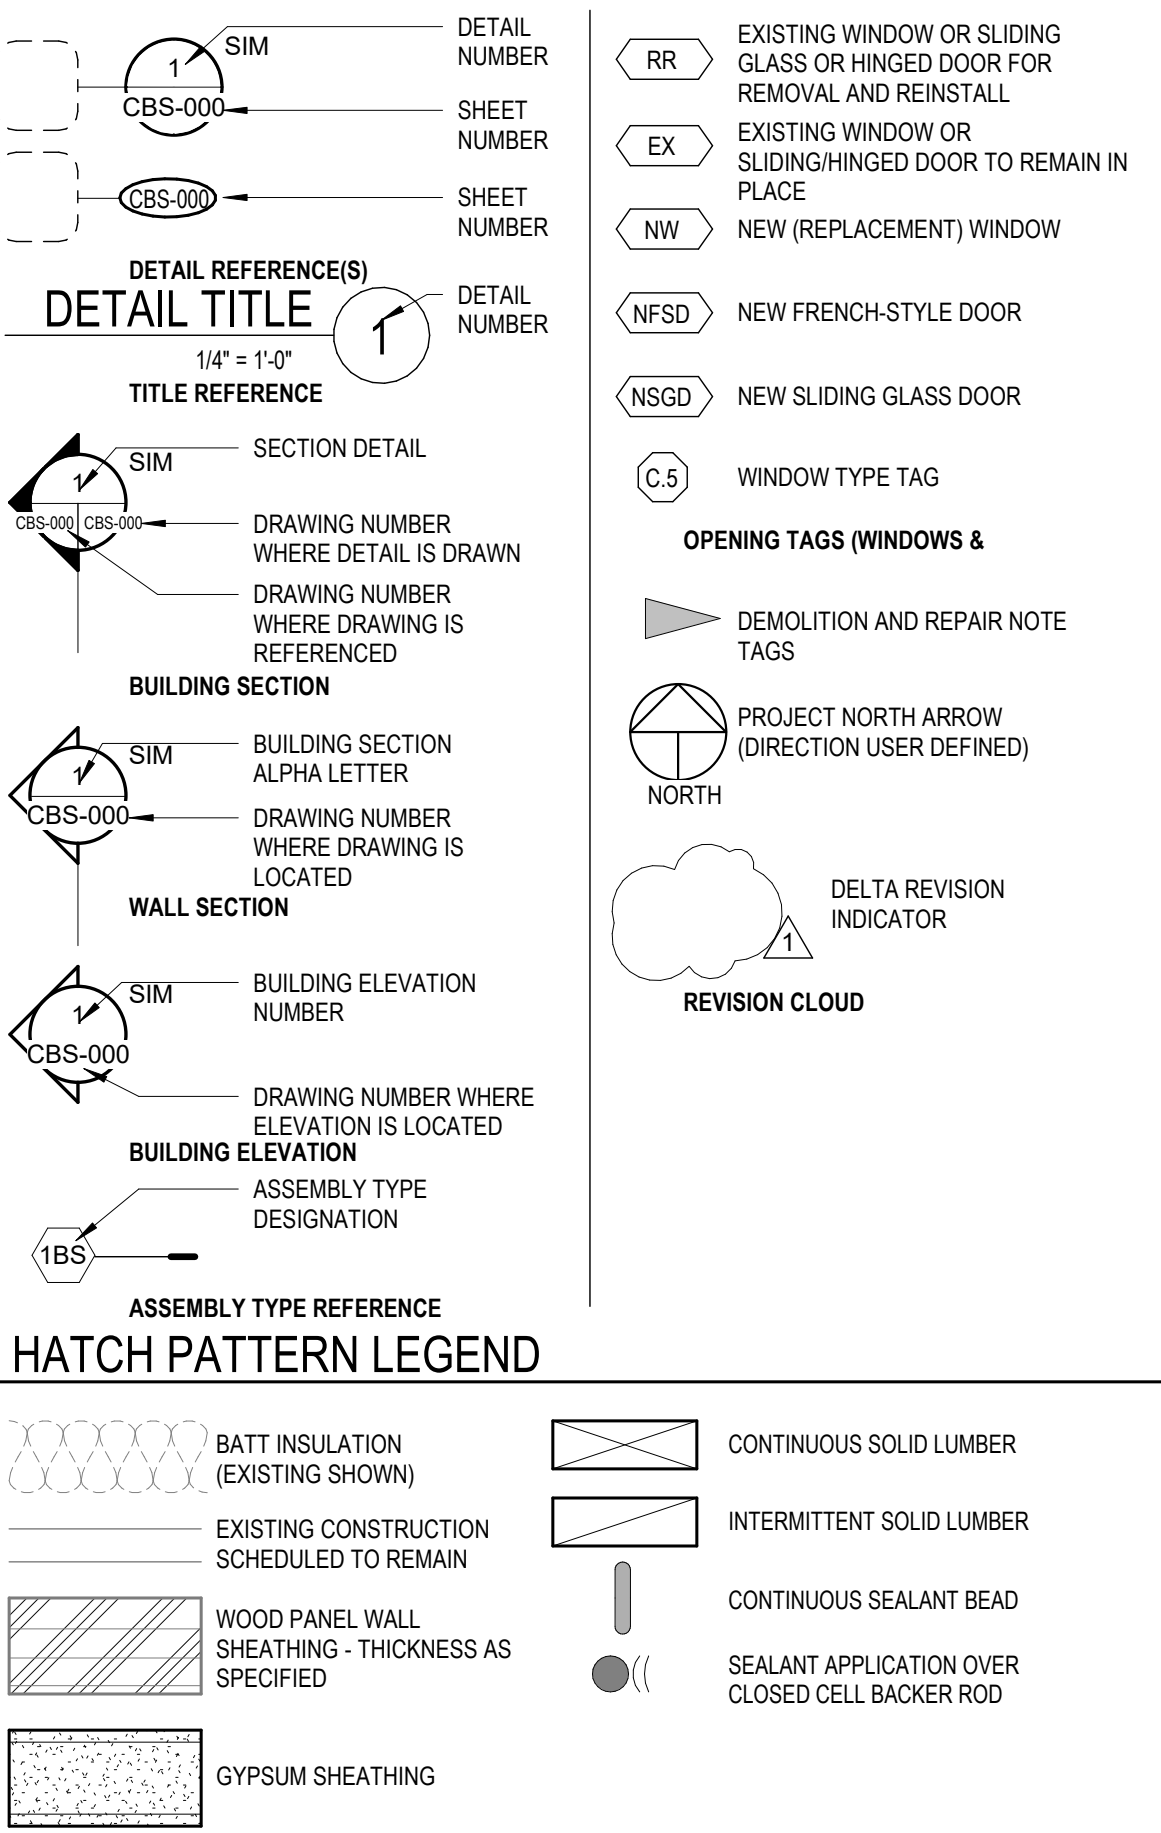 DETAIL
NUMBER
SIM
1
CBS-000
SHEET
NUMBER
CBS-000
SHEET
NUMBER
DETAIL REFERENCE(S)
DETAIL TITLE
1
DETAIL
NUMBER
1/4" = 1'-0"
TITLE REFERENCE
SECTION DETAIL
SIM
1
CBS-000
CBS-000
DRAWING NUMBER
WHERE DETAIL IS DRAWN
DRAWING NUMBER
WHERE DRAWING IS
REFERENCED
BUILDING SECTION
BUILDING SECTION
ALPHA LETTER
SIM
1
CBS-000
DRAWING NUMBER
WHERE DRAWING IS
LOCATED
WALL SECTION
BUILDING ELEVATION
NUMBER
SIM
1
CBS-000
DRAWING NUMBER WHERE
ELEVATION IS LOCATED
BUILDING ELEVATION
ASSEMBLY TYPE
DESIGNATION
1BS
ASSEMBLY TYPE REFERENCE
RR
EXISTING WINDOW OR SLIDING
GLASS OR HINGED DOOR FOR
REMOVAL AND REINSTALL
EX
EXISTING WINDOW OR
SLIDING/HINGED DOOR TO REMAIN IN
PLACE
NW
NEW (REPLACEMENT) WINDOW
NFSD
NEW FRENCH-STYLE DOOR
NSGD
NEW SLIDING GLASS DOOR
C.5
WINDOW TYPE TAG
OPENING TAGS (WINDOWS &
DEMOLITION AND REPAIR NOTE
TAGS
PROJECT NORTH ARROW
(DIRECTION USER DEFINED)
NORTH
DELTA REVISION
INDICATOR
1
REVISION CLOUD
HATCH PATTERN LEGEND
BATT INSULATION
(EXISTING SHOWN)
EXISTING CONSTRUCTION
SCHEDULED TO REMAIN
WOOD PANEL WALL
SHEATHING - THICKNESS AS
SPECIFIED
GYPSUM SHEATHING
CONTINUOUS SOLID LUMBER
INTERMITTENT SOLID LUMBER
CONTINUOUS SEALANT BEAD
SEALANT APPLICATION OVER
CLOSED CELL BACKER ROD